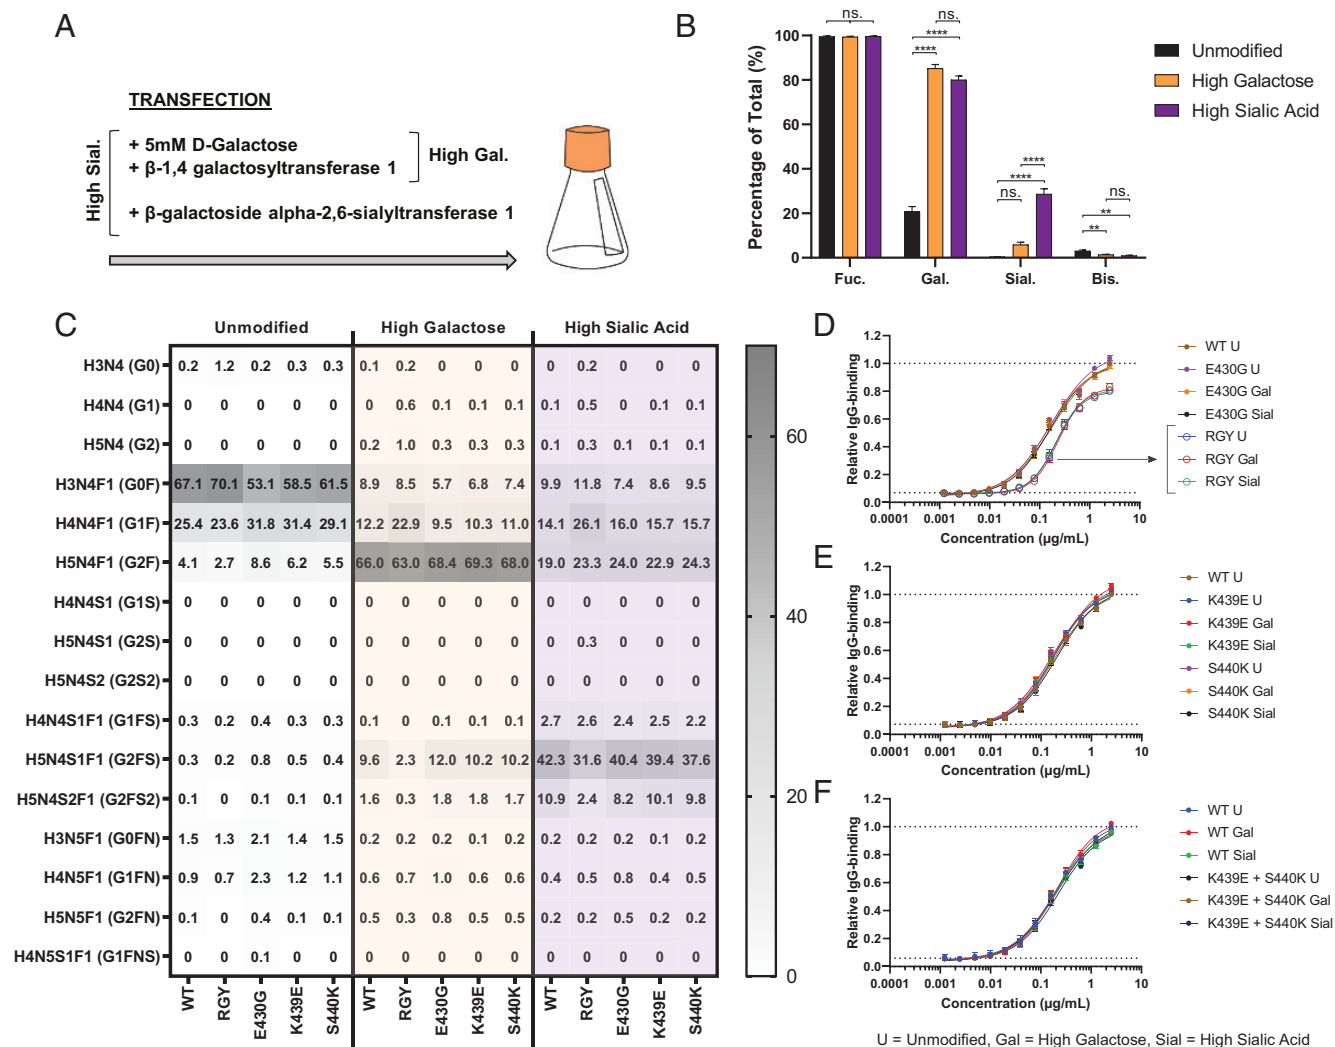 A
TRANSFECTION
High Sial.
+ 5mM D-Galactose
+ β-1,4 galactosyltransferase 1
High Gal.
+ β-galactoside alpha-2,6-sialyltransferase 1
B
Percentage of Total (%)
100
80
60
40
20
0
ns.
ns.
****
****
****
****
ns.
ns.
**
**
Fuc.
Gal.
Sial.
Bis.
Unmodified
High Galactose
High Sialic Acid
C
Unmodified High Galactose High Sialic Acid
H3N4 (G0) 0.2 1.2 0.2 0.3 0.3 0.1 0.2 0 0 0 0 0.2 0 0 0
H4N4 (G1) 0 0 0 0 0 0 0.6 0.1 0.1 0.1 0.1 0.5 0 0.1 0.1
H5N4 (G2) 0 0 0 0 0 0.2 1.0 0.3 0.3 0.3 0.1 0.3 0.1 0.1 0.1
H3N4F1 (G0F) 67.1 70.1 53.1 58.5 61.5 8.9 8.5 5.7 6.8 7.4 9.9 11.8 7.4 8.6 9.5
H4N4F1 (G1F) 25.4 23.6 31.8 31.4 29.1 12.2 22.9 9.5 10.3 11.0 14.1 26.1 16.0 15.7 15.7
H5N4F1 (G2F) 4.1 2.7 8.6 6.2 5.5 66.0 63.0 68.4 69.3 68.0 19.0 23.3 24.0 22.9 24.3
H4N4S1 (G1S) 0 0 0 0 0 0 0 0 0 0 0 0 0 0 0
H5N4S1 (G2S) 0 0 0 0 0 0 0 0 0 0 0 0.3 0 0 0
H5N4S2 (G2S2) 0 0 0 0 0 0 0 0 0 0 0 0 0 0 0
H4N4S1F1 (G1FS) 0.3 0.2 0.4 0.3 0.3 0.1 0 0.1 0.1 0.1 2.7 2.6 2.4 2.5 2.2
H5N4S1F1 (G2FS) 0.3 0.2 0.8 0.5 0.4 9.6 2.3 12.0 10.2 10.2 42.3 31.6 40.4 39.4 37.6
H5N4S2F1 (G2FS2) 0.1 0 0.1 0.1 0.1 1.6 0.3 1.8 1.8 1.7 10.9 2.4 8.2 10.1 9.8
H3N5F1 (G0FN) 1.5 1.3 2.1 1.4 1.5 0.2 0.2 0.2 0.1 0.2 0.2 0.2 0.2 0.1 0.2
H4N5F1 (G1FN) 0.9 0.7 2.3 1.2 1.1 0.6 0.7 1.0 0.6 0.6 0.4 0.5 0.8 0.4 0.5
H5N5F1 (G2FN) 0.1 0 0.4 0.1 0.1 0.5 0.3 0.8 0.5 0.5 0.2 0.2 0.5 0.2 0.2
H4N5S1F1 (G1FNS) 0 0 0.1 0 0 0 0 0 0 0 0 0 0 0 0
WT RGY E430G K439E S440K WT RGY E430G K439E S440K WT RGY E430G K439E S440K
60
40
20
0
D
Relative IgG-binding
1.2
1.0
0.8
0.6
0.4
0.2
0.0
0.0001 0.001 0.01 0.1 1 10
Concentration (µg/mL)
WT U
E430G U
E430G Gal
E430G Sial
RGY U
RGY Gal
RGY Sial
E
Relative IgG-binding
1.2
1.0
0.8
0.6
0.4
0.2
0.0
0.0001 0.001 0.01 0.1 1 10
Concentration (µg/mL)
WT U
K439E U
K439E Gal
K439E Sial
S440K U
S440K Gal
S440K Sial
F
Relative IgG-binding
1.2
1.0
0.8
0.6
0.4
0.2
0.0
0.0001 0.001 0.01 0.1 1 10
Concentration (µg/mL)
WT U
WT Gal
WT Sial
K439E + S440K U
K439E + S440K Gal
K439E + S440K Sial
U = Unmodified, Gal = High Galactose, Sial = High Sialic Acid